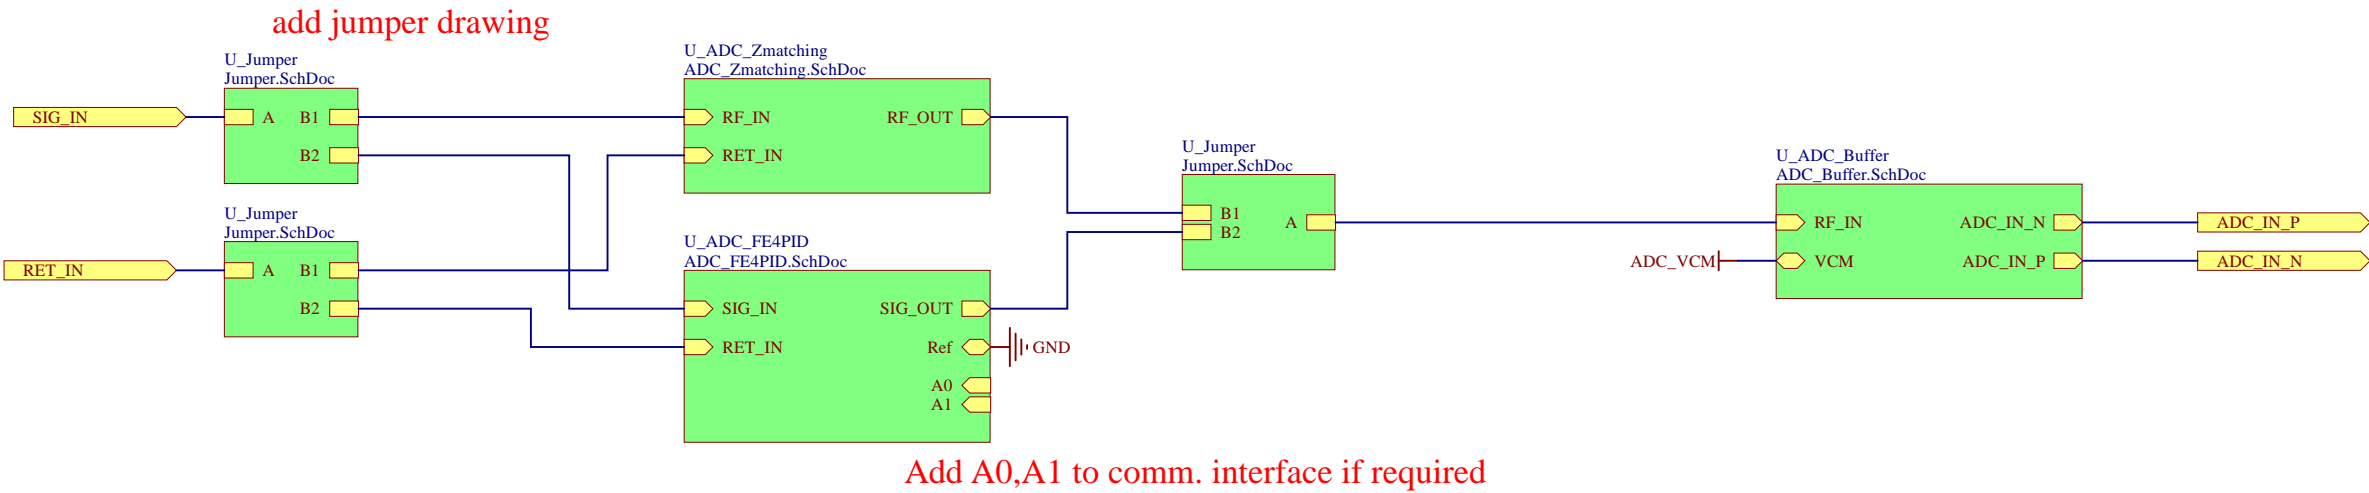 add jumper drawing
U_Jumper
Jumper.SchDoc
SIG_IN
A
B1
B2
U_Jumper
Jumper.SchDoc
RET_IN
A
B1
B2
U_ADC_Zmatching
ADC_Zmatching.SchDoc
RF_IN
RF_OUT
RET_IN
U_ADC_FE4PID
ADC_FE4PID.SchDoc
SIG_IN
SIG_OUT
RET_IN
Ref
GND
A0
A1
U_Jumper
Jumper.SchDoc
B1
B2
A
U_ADC_Buffer
ADC_Buffer.SchDoc
RF_IN
ADC_IN_N
ADC_IN_P
ADC_VCM
VCM
ADC_IN_P
ADC_IN_N
Add A0,A1 to comm. interface if required